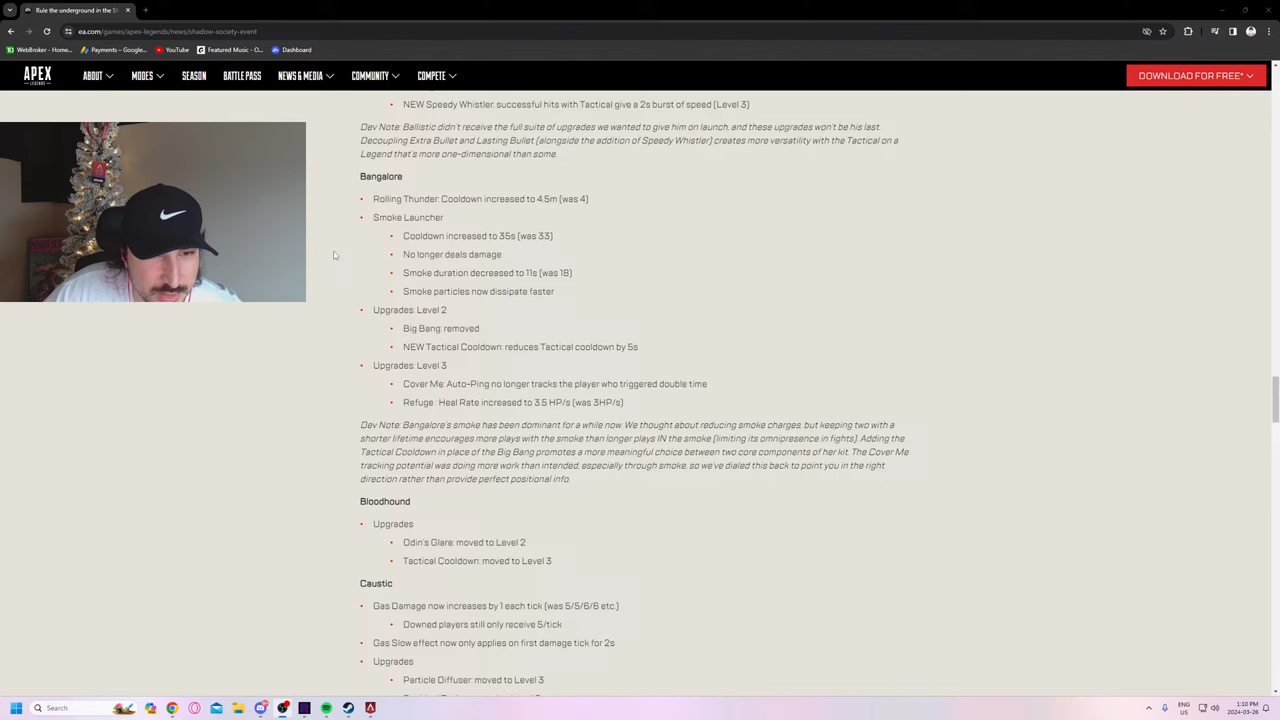 Rule the underground in the Sh
ea.com/games/apex-legends/news/shadow-society-event
WebBroker - Home...
Payments – Googl...
YouTube
Featured Music - O...
Dashboard
APEX
LEGENDS
ABOUT
MODES
SEASON
BATTLE PASS
NEWS & MEDIA
COMMUNITY
COMPETE
DOWNLOAD FOR FREE*
NEW Speedy Whistler: successful hits with Tactical give a 2s burst of speed (Level 3)
Dev Note: Ballistic didn't receive the full suite of upgrades we wanted to give him on launch, and these upgrades won't be his last.
Decoupling Extra Bullet and Lasting Bullet (alongside the addition of Speedy Whistler) creates more versatility with the Tactical on a
Legend that's more one-dimensional than some.
Bangalore
• Rolling Thunder: Cooldown increased to 4.5m (was 4)
• Smoke Launcher
• Cooldown increased to 35s (was 33)
• No longer deals damage
• Smoke duration decreased to 11s (was 18)
• Smoke particles now dissipate faster
• Upgrades: Level 2
• Big Bang: removed
• NEW Tactical Cooldown: reduces Tactical cooldown by 5s
• Upgrades: Level 3
• Cover Me: Auto-Ping no longer tracks the player who triggered double time
• Refuge : Heal Rate increased to 3.5 HP/s (was 3HP/s)
Dev Note: Bangalore's smoke has been dominant for a while now. We thought about reducing smoke charges, but keeping two with a
shorter lifetime encourages more plays with the smoke than longer plays IN the smoke (limiting its omnipresence in fights). Adding the
Tactical Cooldown in place of the Big Bang promotes a more meaningful choice between two core components of her kit. The Cover Me
tracking potential was doing more work than intended, especially through smoke, so we've dialed this back to point you in the right
direction rather than provide perfect positional info.
Bloodhound
• Upgrades
• Odin's Glare: moved to Level 2
• Tactical Cooldown: moved to Level 3
Caustic
• Gas Damage now increases by 1 each tick (was 5/5/6/6 etc.)
• Downed players still only receive 5/tick
• Gas Slow effect now only applies on first damage tick for 2s
• Upgrades
• Particle Diffuser: moved to Level 3
Search
ENG
US
1:10 PM
2024-03-26